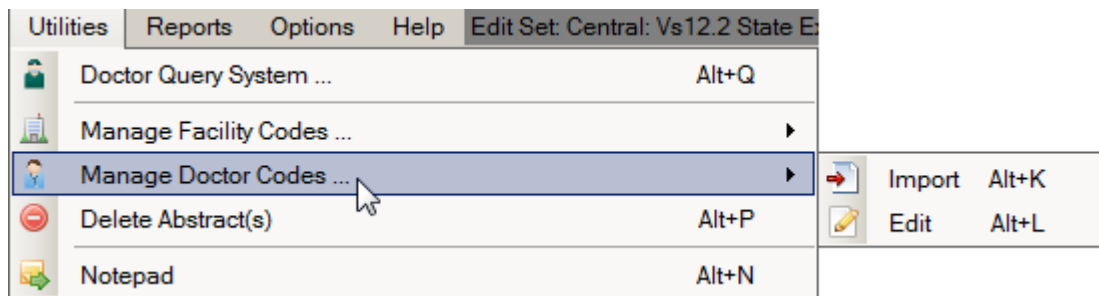 Utilities Reports Options Help Edit Set: Central: Vs12.2 State
Doctor Query System ... Alt+Q
Manage Facility Codes ...
Manage Doctor Codes ...
Import Alt+K
Delete Abstract(s) Alt+P
Edit Alt+L
Notepad Alt+N